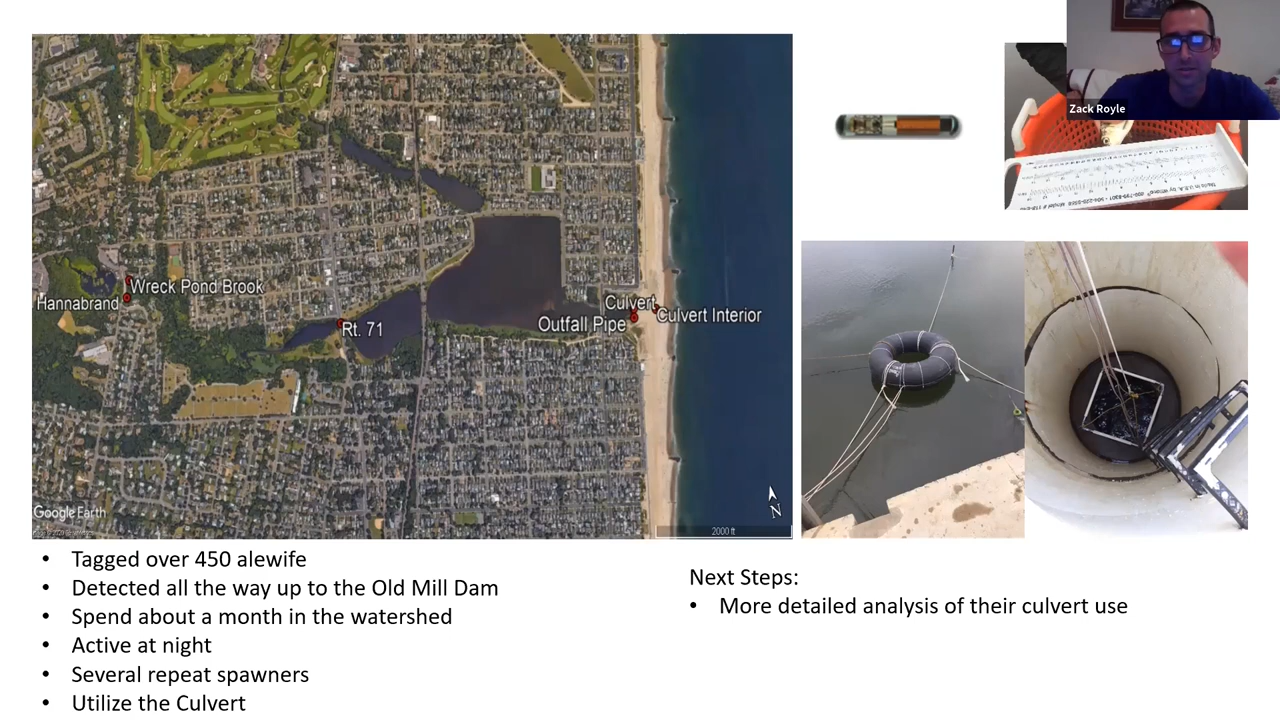 Zack Royle
Wreck Pond Brook
Hannabrand
Rt. 71
Culvert
Culvert Interior
Outfall Pipe
Google Earth
N
2000 ft
• Tagged over 450 alewife
• Detected all the way up to the Old Mill Dam
• Spend about a month in the watershed
• Active at night
• Several repeat spawners
• Utilize the Culvert
Next Steps:
• More detailed analysis of their culvert use